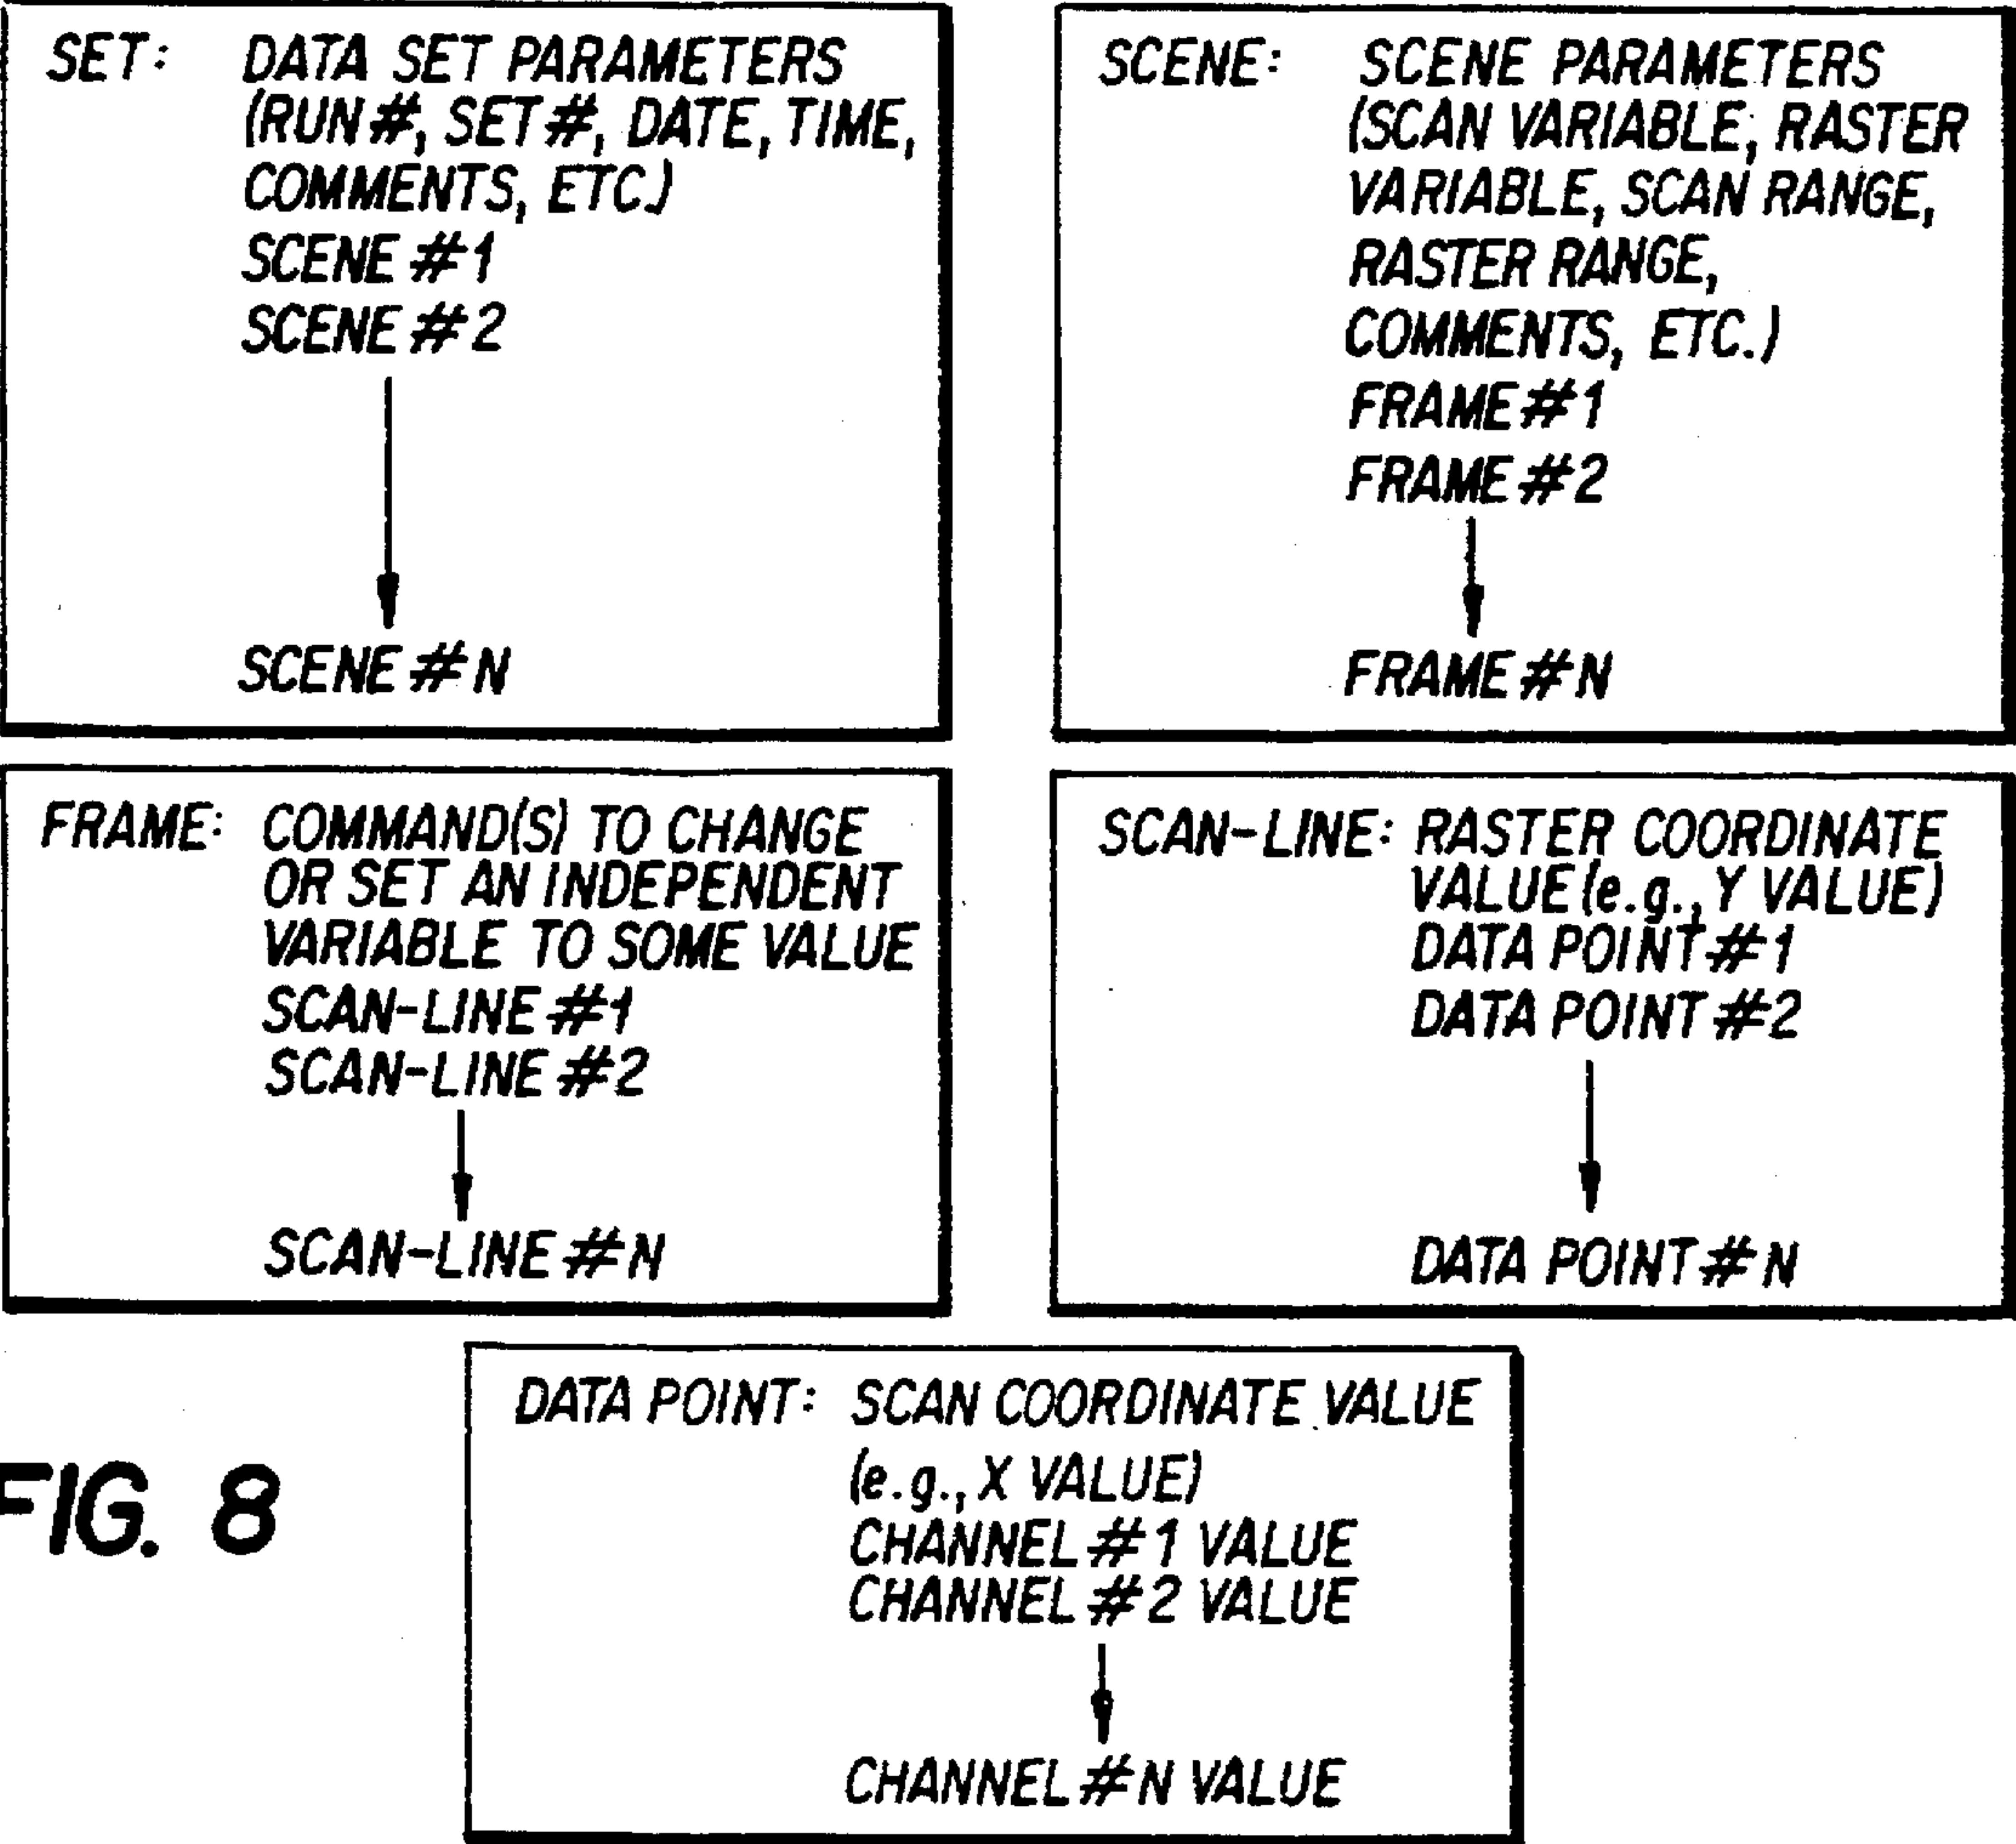 SET: DATA SET PARAMETERS
(RUN #, SET #, DATE, TIME,
COMMENTS, ETC.)
SCENE #1
SCENE #2
SCENE #N
SCENE: SCENE PARAMETERS
(SCAN VARIABLE, RASTER
VARIABLE, SCAN RANGE,
RASTER RANGE,
COMMENTS, ETC.)
FRAME #1
FRAME #2
FRAME #N
FRAME: COMMAND(S) TO CHANGE
OR SET AN INDEPENDENT
VARIABLE TO SOME VALUE
SCAN-LINE #1
SCAN-LINE #2
SCAN-LINE #N
SCAN-LINE: RASTER COORDINATE
VALUE (e.g., Y VALUE)
DATA POINT #1
DATA POINT #2
DATA POINT #N
DATA POINT: SCAN COORDINATE VALUE
(e.g., X VALUE)
CHANNEL #1 VALUE
CHANNEL #2 VALUE
CHANNEL #N VALUE
FIG. 8